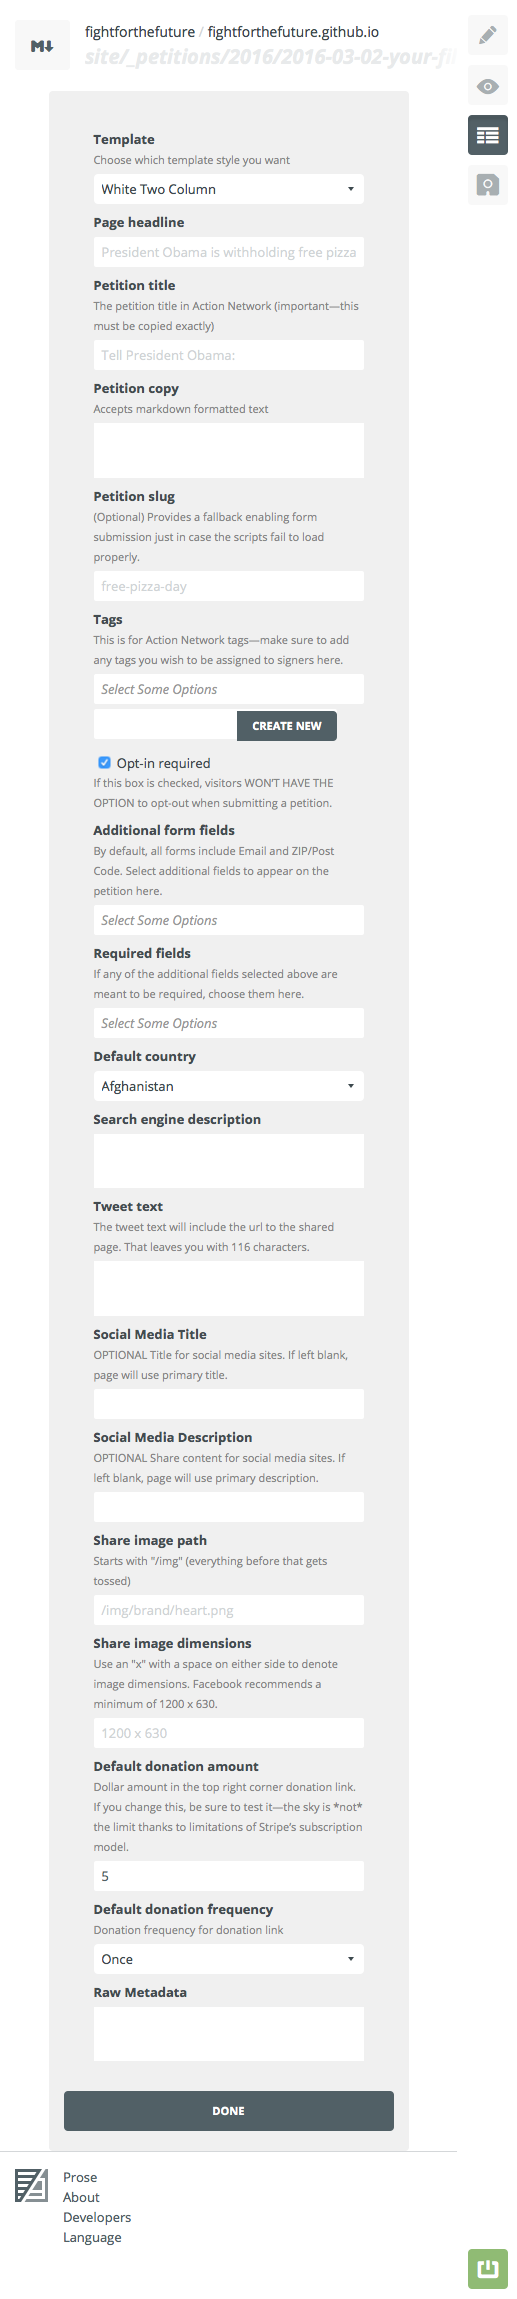 M
fightforthefuture / fightforthefuture.github.io
site/_petitions/2016/2016-03-02-your-fil
Template
Choose which template style you want
White Two Column
Page headline
President Obama is withholding free pizza
Petition title
The petition title in Action Network (important—this
must be copied exactly)
Tell President Obama:
Petition copy
Accepts markdown formatted text
Petition slug
(Optional) Provides a fallback enabling form
submission just in case the scripts fail to load
properly.
free-pizza-day
Tags
This is for Action Network tags—make sure to add
any tags you wish to be assigned to signers here.
Select Some Options
CREATE NEW
Opt-in required
If this box is checked, visitors WON'T HAVE THE
OPTION to opt-out when submitting a petition.
Additional form fields
By default, all forms include Email and ZIP/Post
Code. Select additional fields to appear on the
petition here.
Select Some Options
Required fields
If any of the additional fields selected above are
meant to be required, choose them here.
Select Some Options
Default country
Afghanistan
Search engine description
Tweet text
The tweet text will include the url to the shared
page. That leaves you with 116 characters.
Social Media Title
OPTIONAL Title for social media sites. If left blank,
page will use primary title.
Social Media Description
OPTIONAL Share content for social media sites. If
left blank, page will use primary description.
Share image path
Starts with "/img" (everything before that gets
tossed)
/img/brand/heart.png
Share image dimensions
Use an "x" with a space on either side to denote
image dimensions. Facebook recommends a
minimum of 1200 x 630.
1200 x 630
Default donation amount
Dollar amount in the top right corner donation link.
If you change this, be sure to test it—the sky is *not*
the limit thanks to limitations of Stripe's subscription
model.
5
Default donation frequency
Donation frequency for donation link
Once
Raw Metadata
DONE
Prose
About
Developers
Language